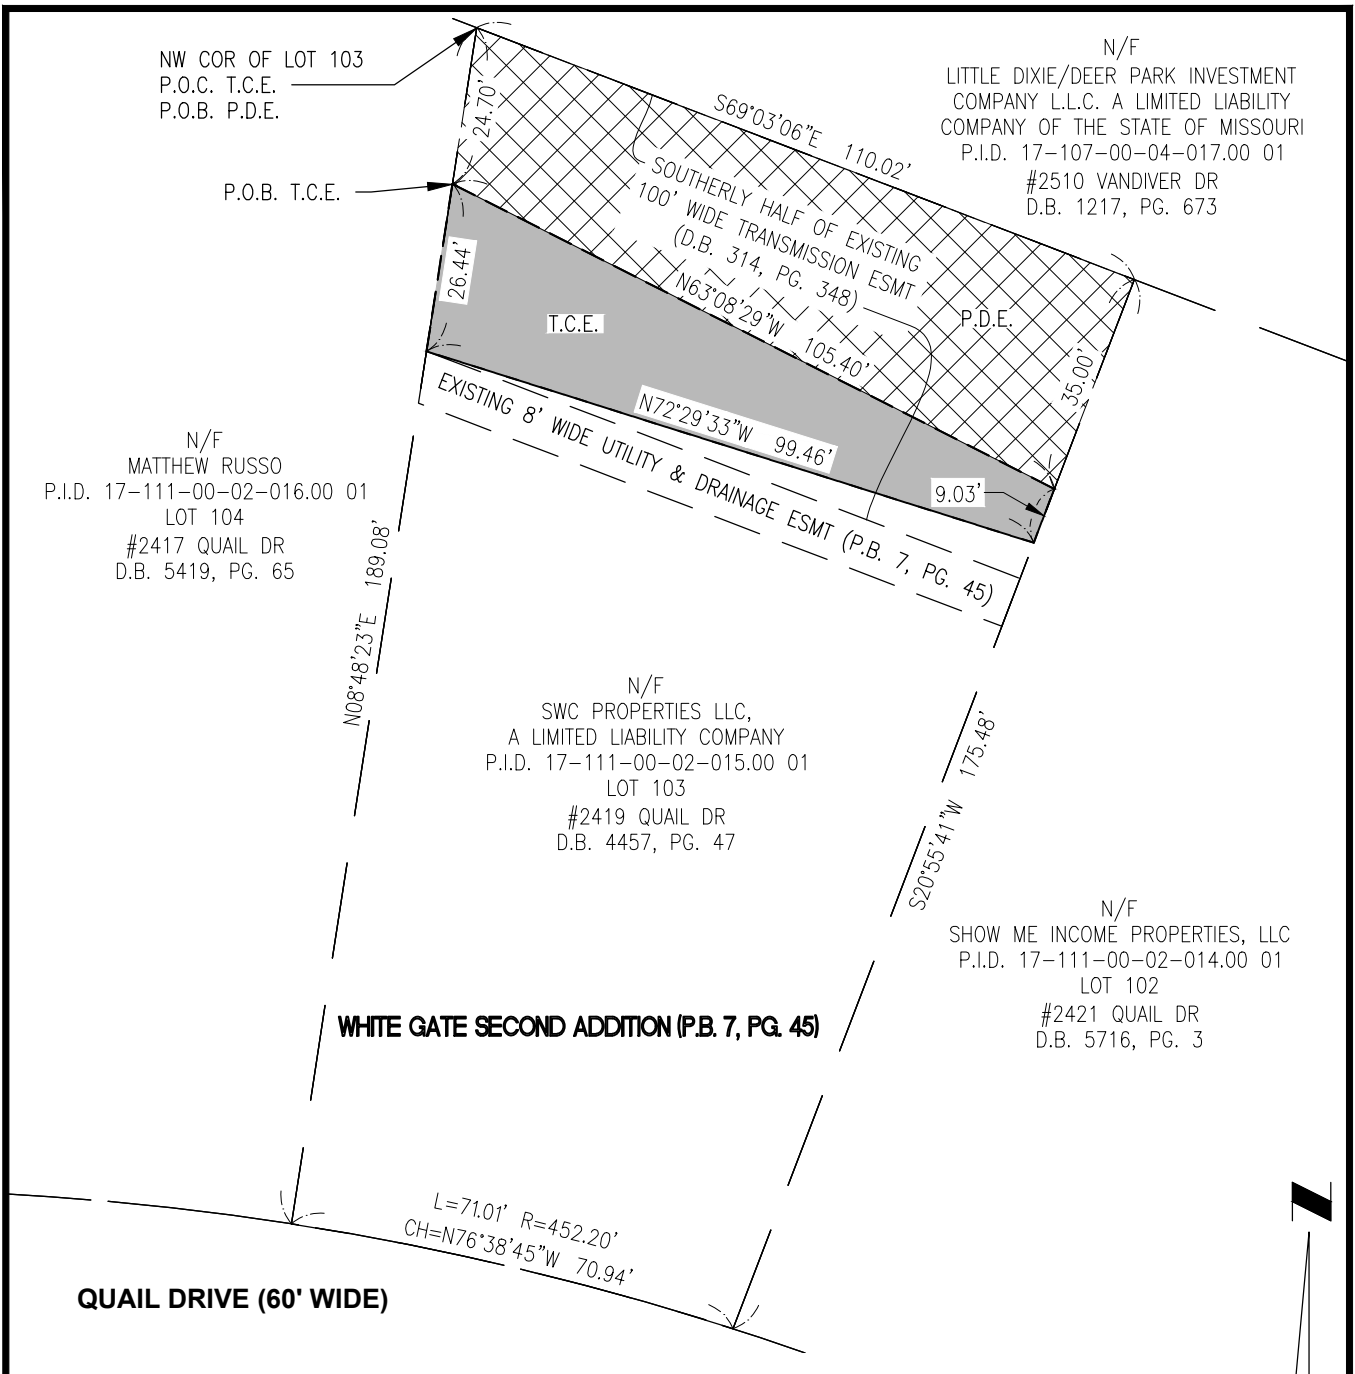 NW COR OF LOT 103
P.O.C. T.C.E.
P.O.B. P.D.E.
P.O.B. T.C.E.
24.70'
26.44'
S69°03'06"E 110.02'
N/F
LITTLE DIXIE/DEER PARK INVESTMENT
COMPANY L.L.C. A LIMITED LIABILITY
COMPANY OF THE STATE OF MISSOURI
P.I.D. 17-107-00-04-017.00 01
#2510 VANDIVER DR
D.B. 1217, PG. 673
SOUTHERLY HALF OF EXISTING
100' WIDE TRANSMISSION ESMT
(D.B. 314, PG. 348)
N63°08'29"W 105.40'
P.D.E.
T.C.E.
35.00'
N72°29'33"W 99.46'
9.03'
EXISTING 8' WIDE UTILITY & DRAINAGE ESMT (P.B. 7, PG. 45)
N/F
MATTHEW RUSSO
P.I.D. 17-111-00-02-016.00 01
LOT 104
#2417 QUAIL DR
D.B. 5419, PG. 65
N08°48'23"E 189.08'
N/F
SWC PROPERTIES LLC,
A LIMITED LIABILITY COMPANY
P.I.D. 17-111-00-02-015.00 01
LOT 103
#2419 QUAIL DR
D.B. 4457, PG. 47
S20°55'41"W 175.48'
N/F
SHOW ME INCOME PROPERTIES, LLC
P.I.D. 17-111-00-02-014.00 01
LOT 102
#2421 QUAIL DR
D.B. 5716, PG. 3
WHITE GATE SECOND ADDITION (P.B. 7, PG. 45)
L=71.01' R=452.20'
CH=N76°38'45"W 70.94'
QUAIL DRIVE (60' WIDE)
N